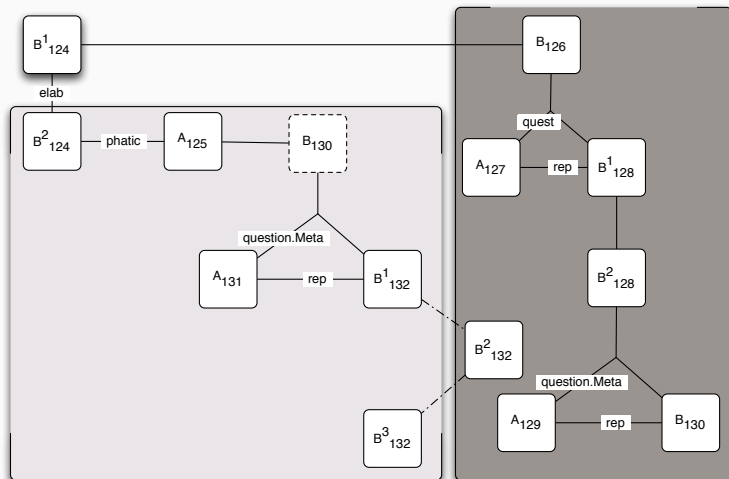 B¹₁₂₄
B₁₂₆
elab
B²₁₂₄
phatic
A₁₂₅
B₁₃₀
quest
A₁₂₇
rep
B¹₁₂₈
question.Meta
A₁₃₁
rep
B¹₁₃₂
B²₁₂₈
B²₁₃₂
question.Meta
A₁₂₉
rep
B₁₃₀
B³₁₃₂